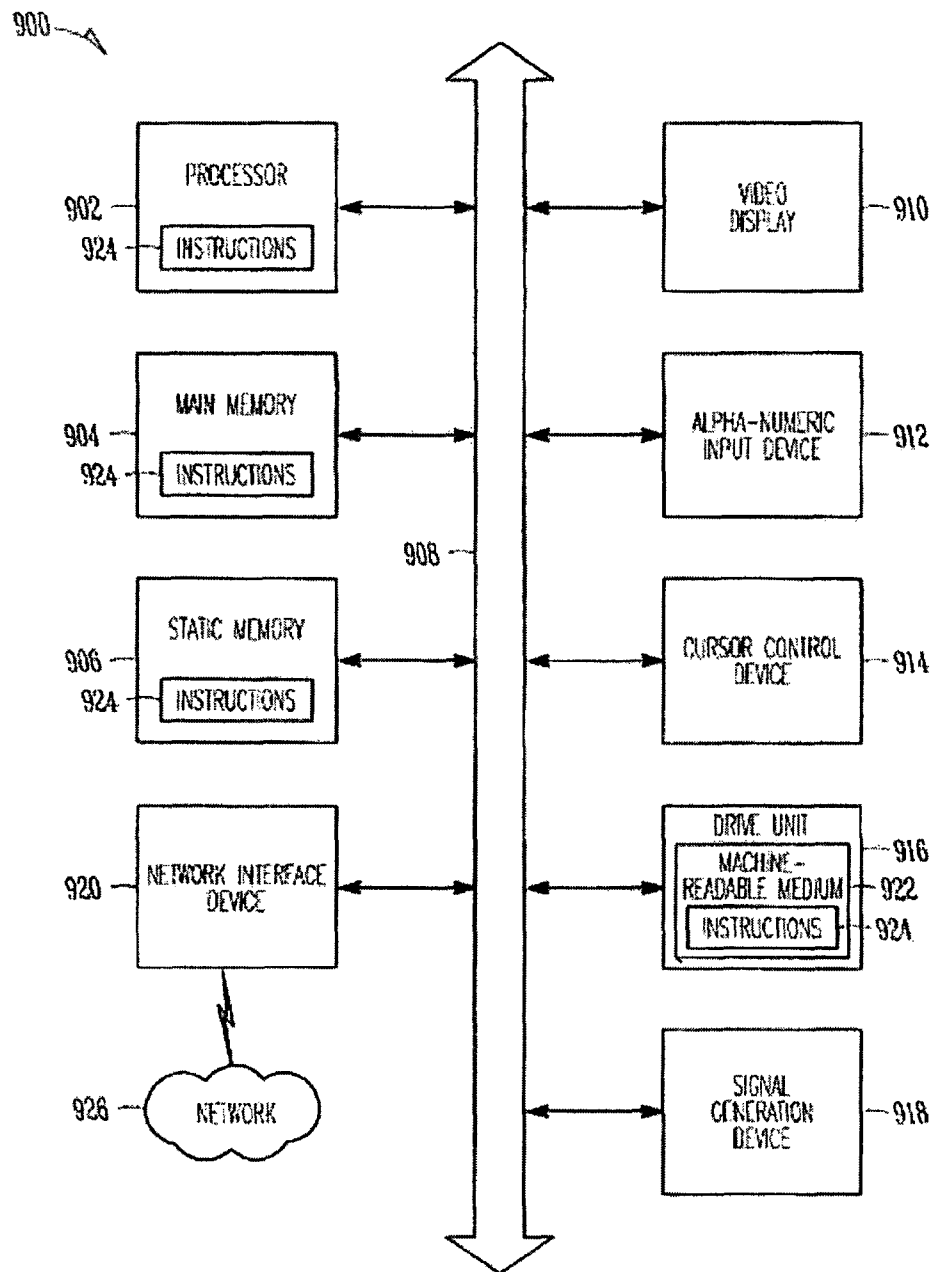 900
PROCESSOR
902
924
INSTRUCTIONS
VIDEO
DISPLAY
910
MAIN MEMORY
904
924
INSTRUCTIONS
ALPHA-NUMERIC
INPUT DEVICE
912
908
STATIC MEMORY
906
924
INSTRUCTIONS
CURSOR CONTROL
DEVICE
914
920
NETWORK INTERFACE
DEVICE
DRIVE UNIT
916
MACHINE-
READABLE MEDIUM
922
INSTRUCTIONS
924
926
NETWORK
SIGNAL
GENERATION
DEVICE
918